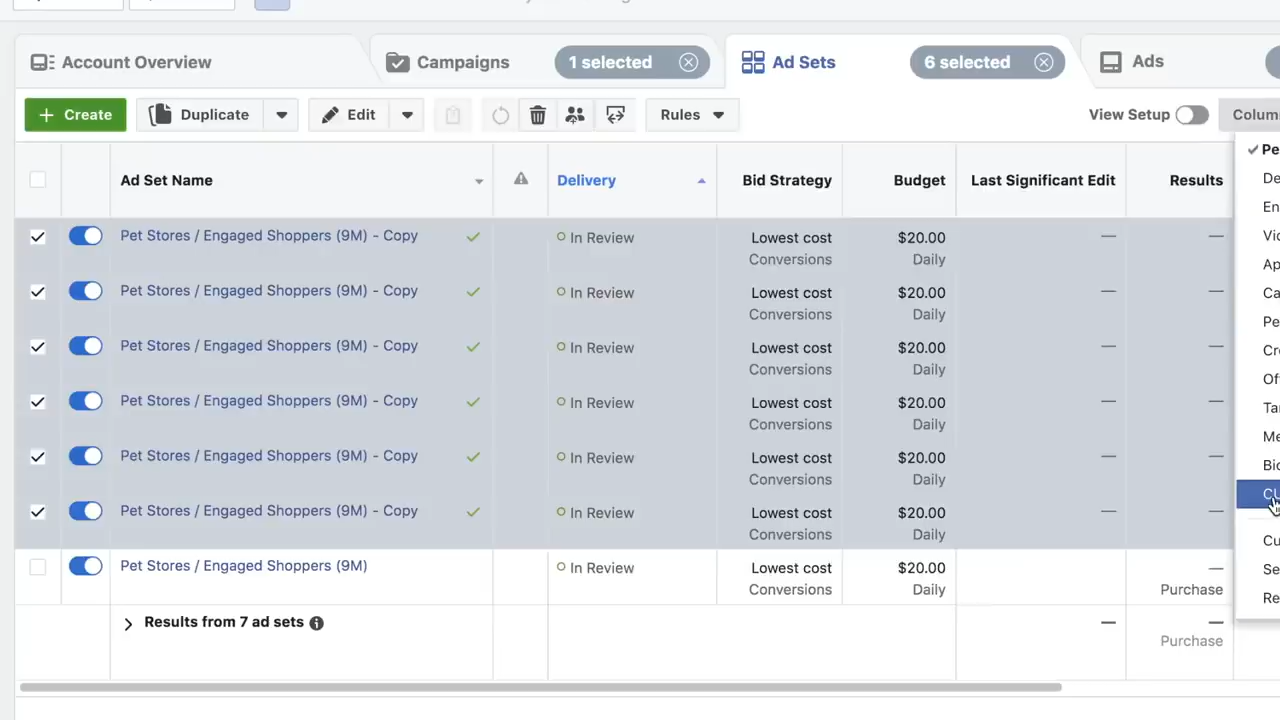 Account Overview
Campaigns
1 selected
Ad Sets
6 selected
Ads
Create
Duplicate
Edit
Rules
View Setup
Ad Set Name
Delivery
Bid Strategy
Budget
Last Significant Edit
Results
Pet Stores / Engaged Shoppers (9M) - Copy
In Review
Lowest cost
Conversions
$20.00
Daily
—
—
Pet Stores / Engaged Shoppers (9M) - Copy
In Review
Lowest cost
Conversions
$20.00
Daily
—
—
Pet Stores / Engaged Shoppers (9M) - Copy
In Review
Lowest cost
Conversions
$20.00
Daily
—
—
Pet Stores / Engaged Shoppers (9M) - Copy
In Review
Lowest cost
Conversions
$20.00
Daily
—
—
Pet Stores / Engaged Shoppers (9M) - Copy
In Review
Lowest cost
Conversions
$20.00
Daily
—
—
Pet Stores / Engaged Shoppers (9M) - Copy
In Review
Lowest cost
Conversions
$20.00
Daily
—
—
Pet Stores / Engaged Shoppers (9M)
In Review
Lowest cost
Conversions
$20.00
Daily
—
Purchase
Results from 7 ad sets
—
—
Purchase